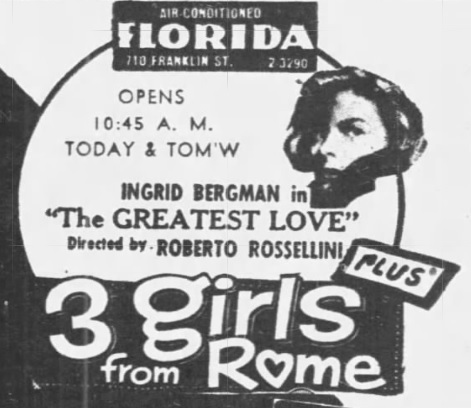 AIR-CONDITIONED
FLORIDA
710 FRANKLIN ST. 2-3290
OPENS
10:45 A. M.
TODAY & TOM'W
INGRID BERGMAN in
"The GREATEST LOVE"
Directed by - ROBERTO ROSSELLINI
PLUS
3 girls
from Rome